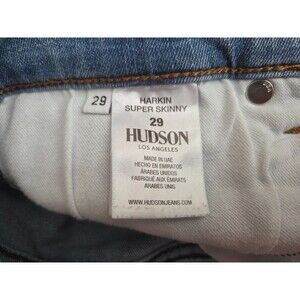 29
HARKIN
SUPER SKINNY
29
HUDSON
LOS ANGELES
MADE IN UAE
HECHO EN EMIRATOS
ÁRABES UNIDOS
FABRIQUÉ AUX ÉMIRATS
ARABES UNIS
WWW.HUDSONJEANS.COM